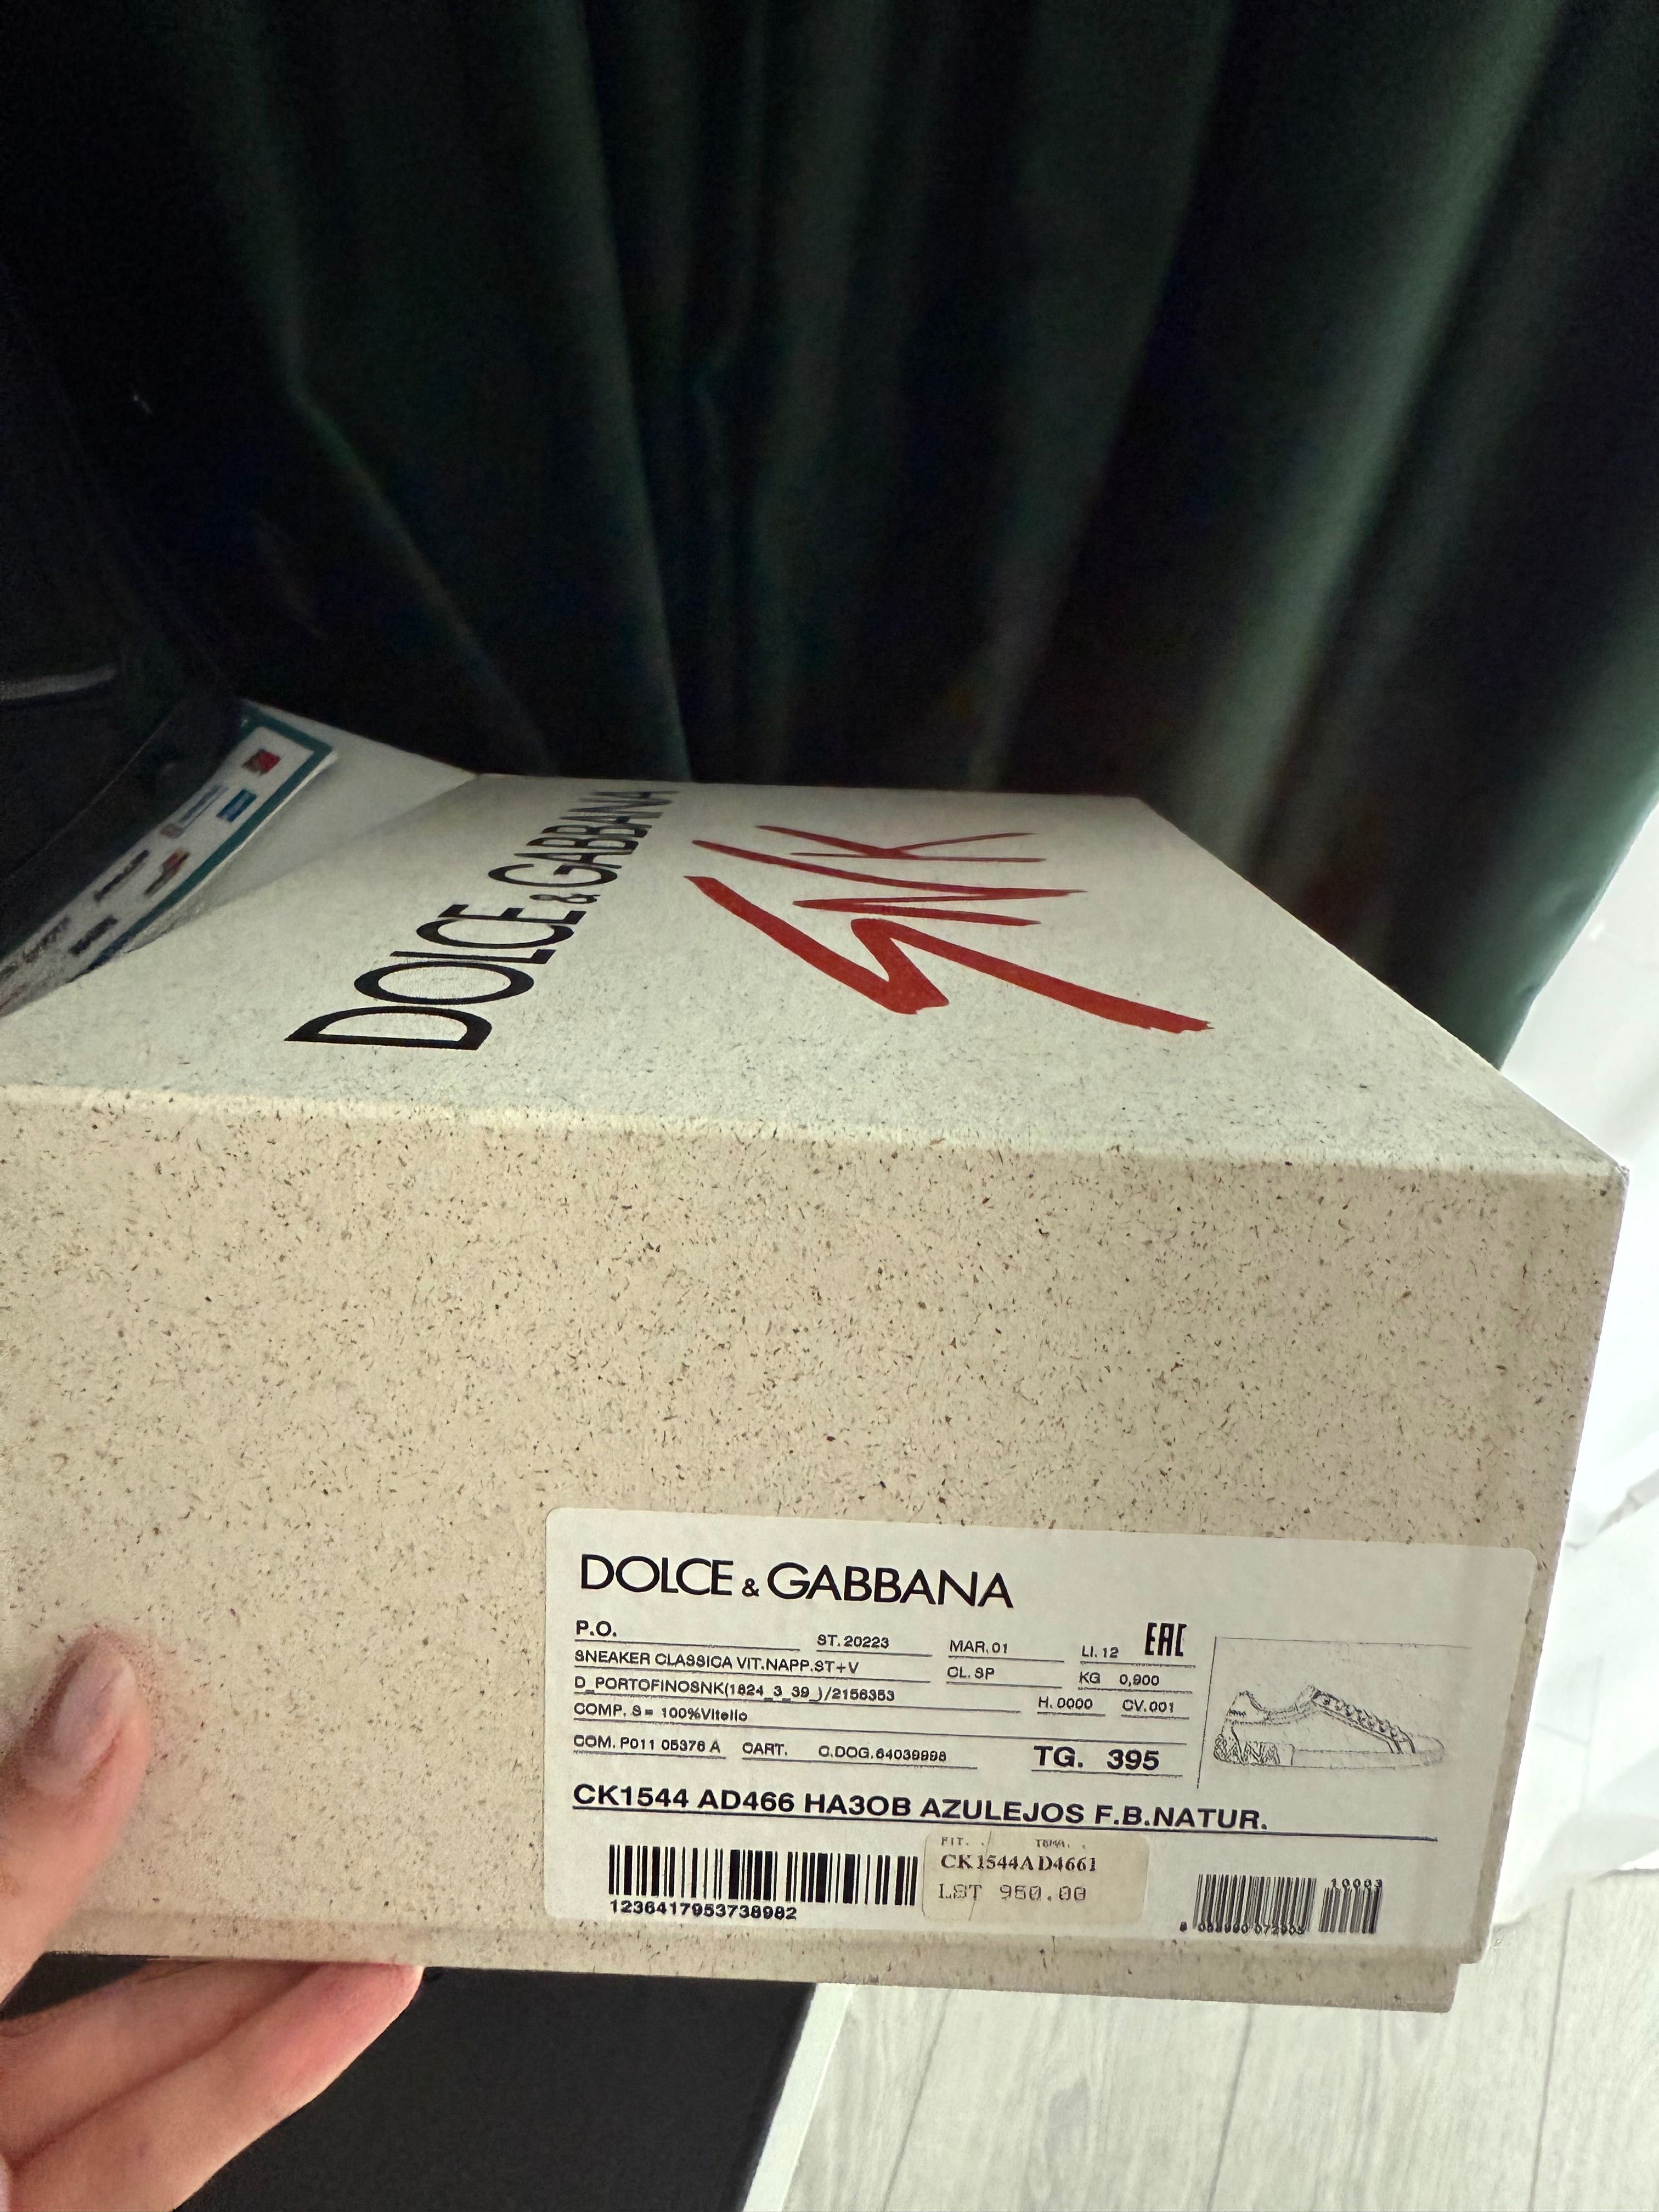 DOLCE & GABBANA
SNK
DOLCE & GABBANA
P.O.
ST. 20223
MAR. 01
LI. 12
EAC
SNEAKER CLASSICA VIT.NAPP.ST+V
CL. SP
KG 0,900
D_PORTOFINOSNK(1824_3_39_)/2156353
H. 0000
CV.001
COMP. S= 100%Vitello
COM. P011 05376 A
CART.
C.DOG.64039998
TG. 395
CK1544 AD466 HA3OB AZULEJOS F.B.NATUR.
1236417953738982
CK1544AD4661
LST 950.00
10003